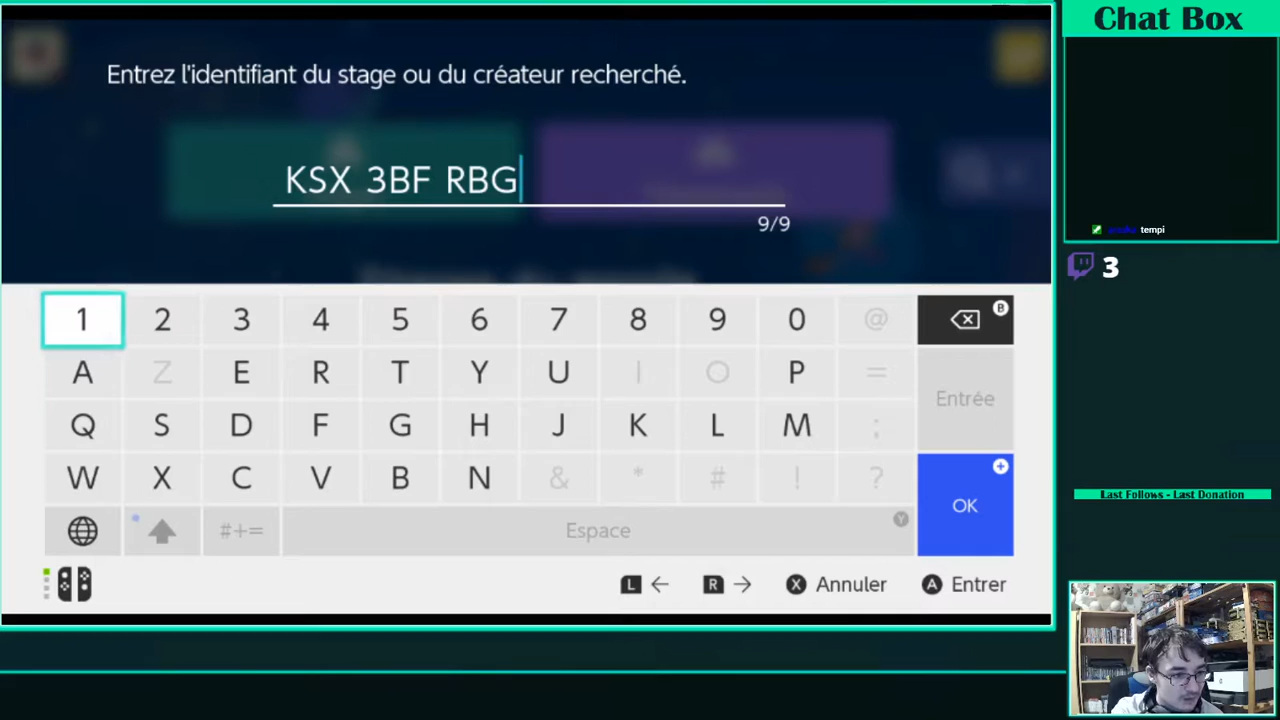 Chat Box
Entrez l'identifiant du stage ou du créateur recherché.
KSX 3BF RBG
9/9
tempi
3
1 2 3 4 5 6 7 8 9 0 @ B
A Z E R T Y U I O P = Entrée
Q S D F G H J K L M ;
W X C V B N & * # ! ? + OK
#+= Espace Y
Last Follows - Last Donation
L ← R → X Annuler A Entrer